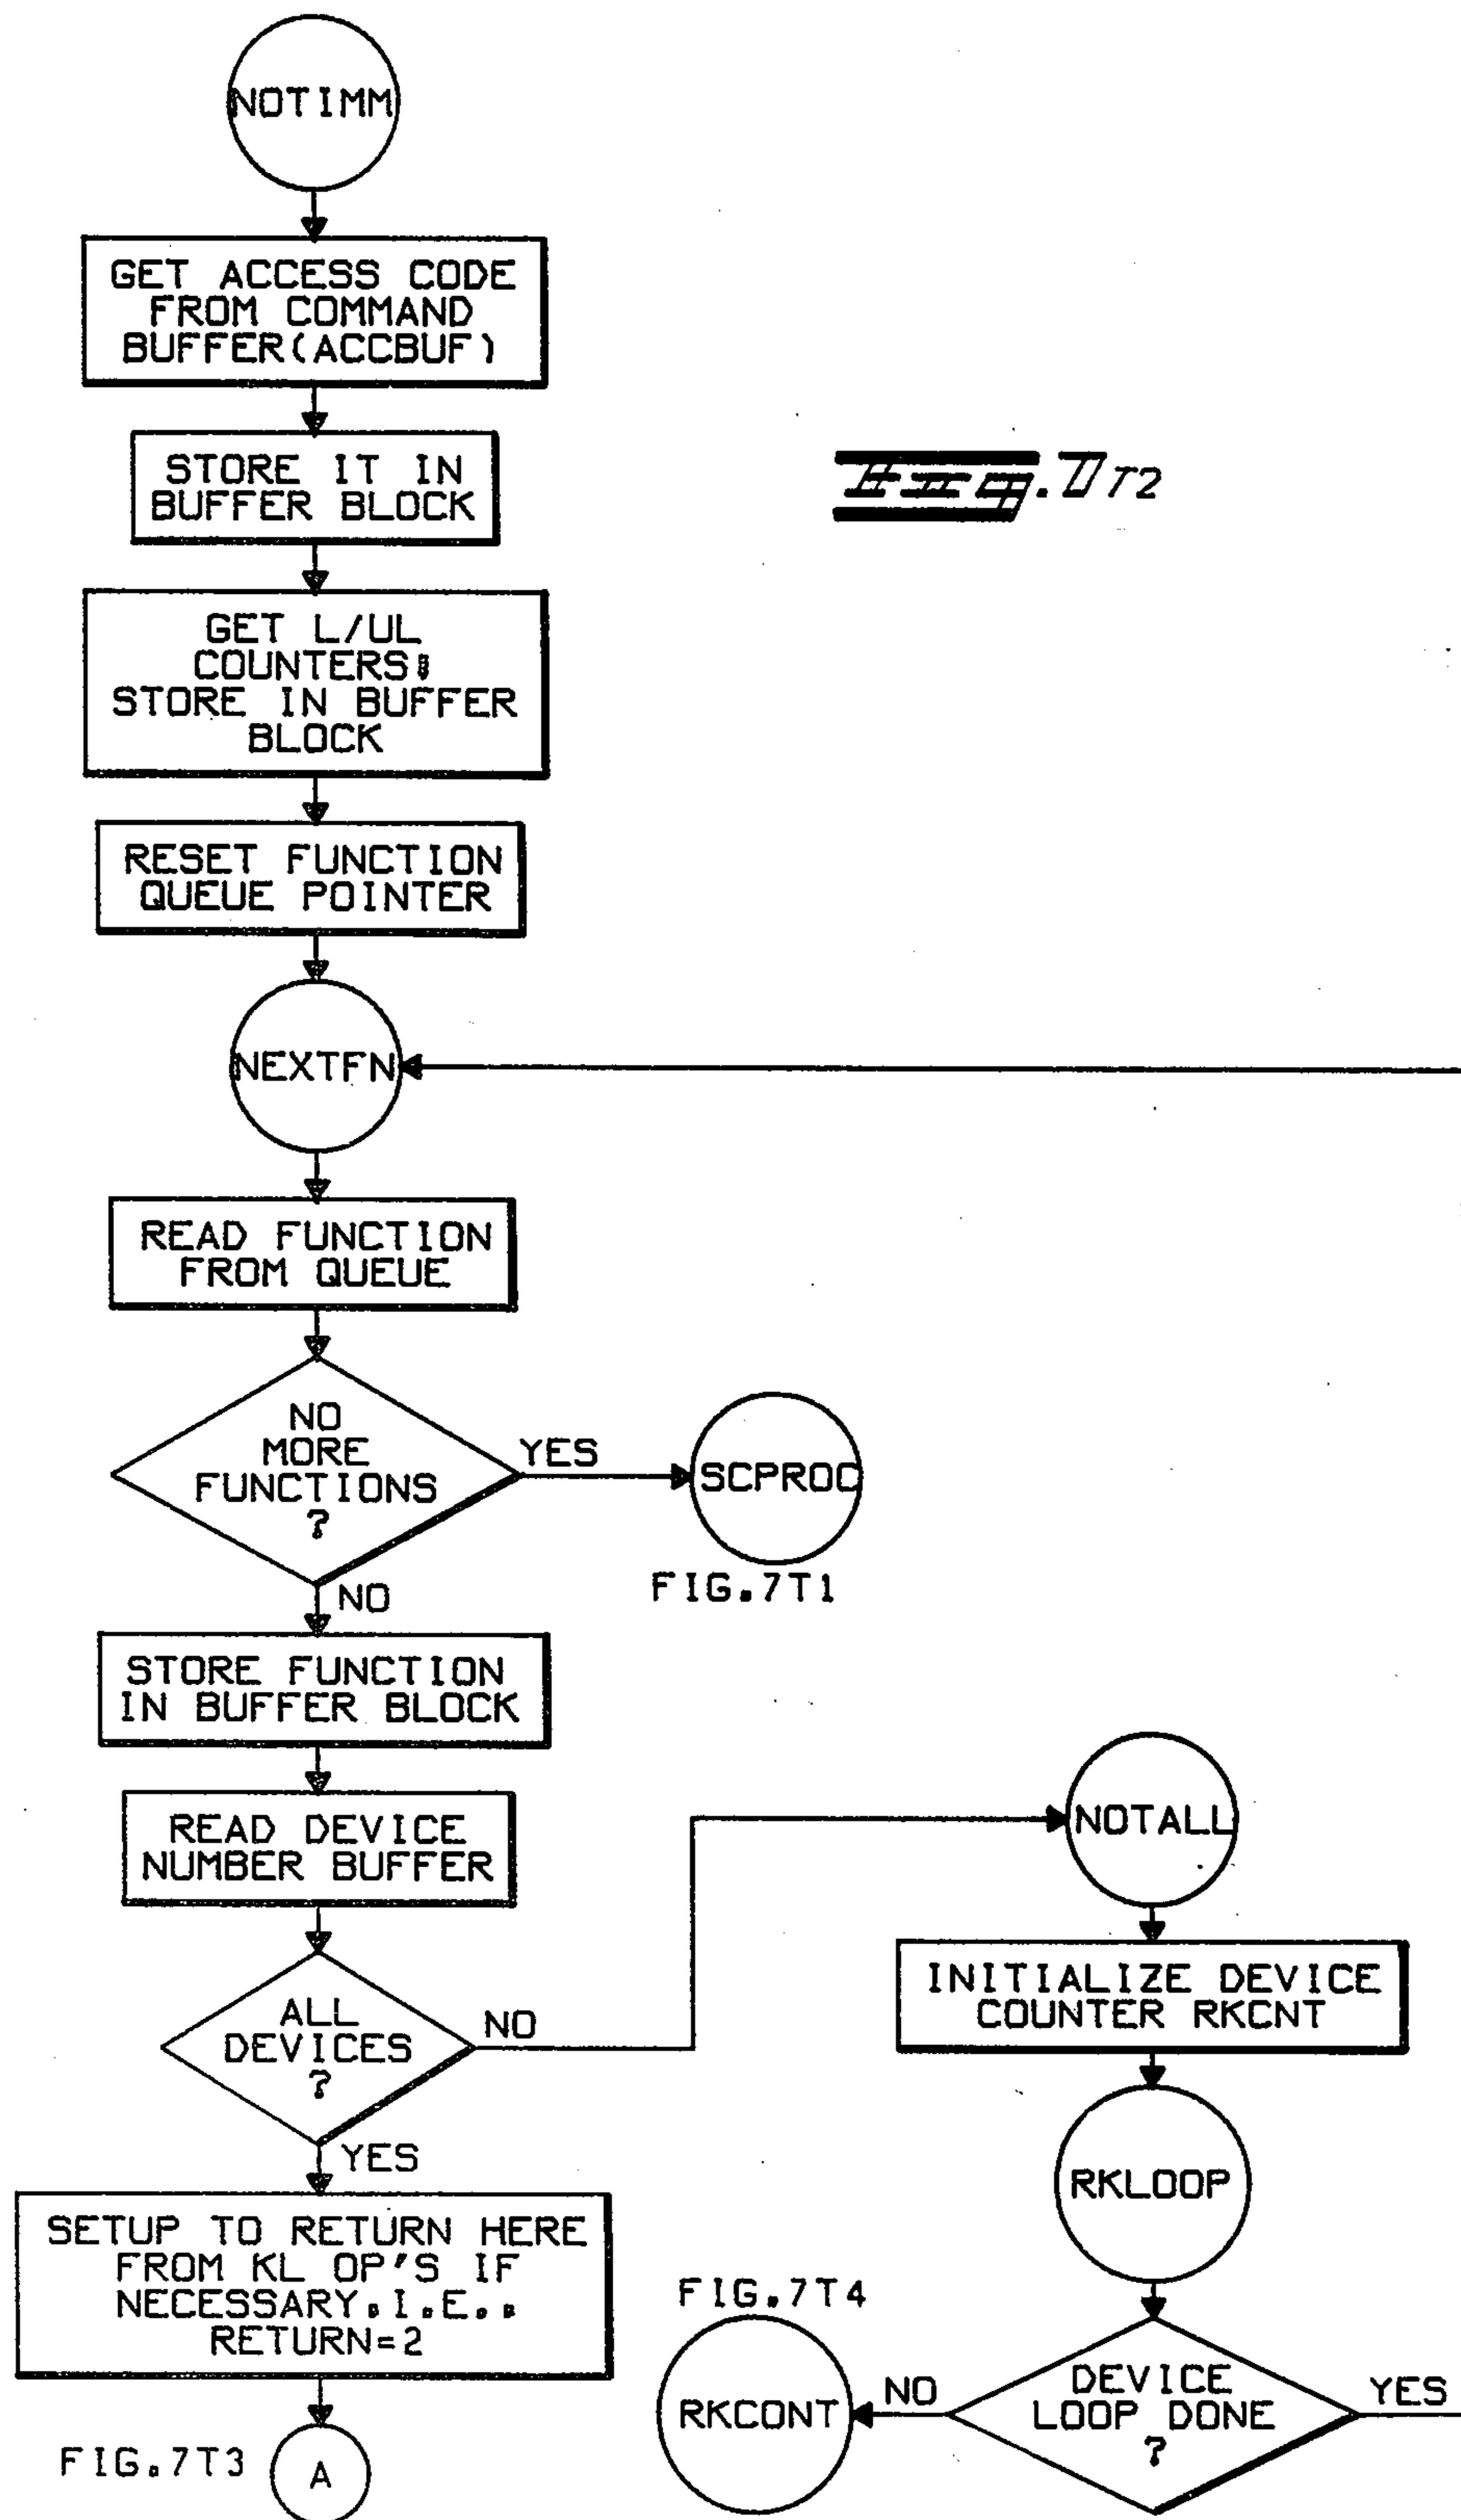 NOTIMM
GET ACCESS CODE
FROM COMMAND
BUFFER(ACCBUF)
STORE IT IN
BUFFER BLOCK
Fig. 7T2
GET L/UL
COUNTERS;
STORE IN BUFFER
BLOCK
RESET FUNCTION
QUEUE POINTER
NEXTFN
READ FUNCTION
FROM QUEUE
NO
MORE
FUNCTIONS
?
YES
SCPROC
FIG.7T1
NO
STORE FUNCTION
IN BUFFER BLOCK
READ DEVICE
NUMBER BUFFER
NOTALL
INITIALIZE DEVICE
COUNTER RKCNT
ALL
DEVICES
?
NO
YES
RKLOOP
SETUP TO RETURN HERE
FROM KL OP'S IF
NECESSARY.I.E..
RETURN=2
FIG.7T4
RKCONT
NO
DEVICE
LOOP DONE
?
YES
FIG.7T3
A